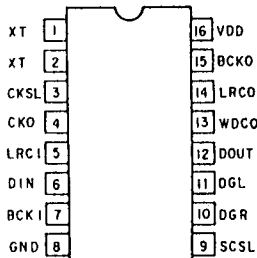 XT 1 16 VDD
XT 2 15 BCKO
CKSL 3 14 LRCO
CKO 4 13 WDCO
LRCI 5 12 DOUT
DIN 6 11 DGL
BCKI 7 10 DGR
GND 8 9 SCSL